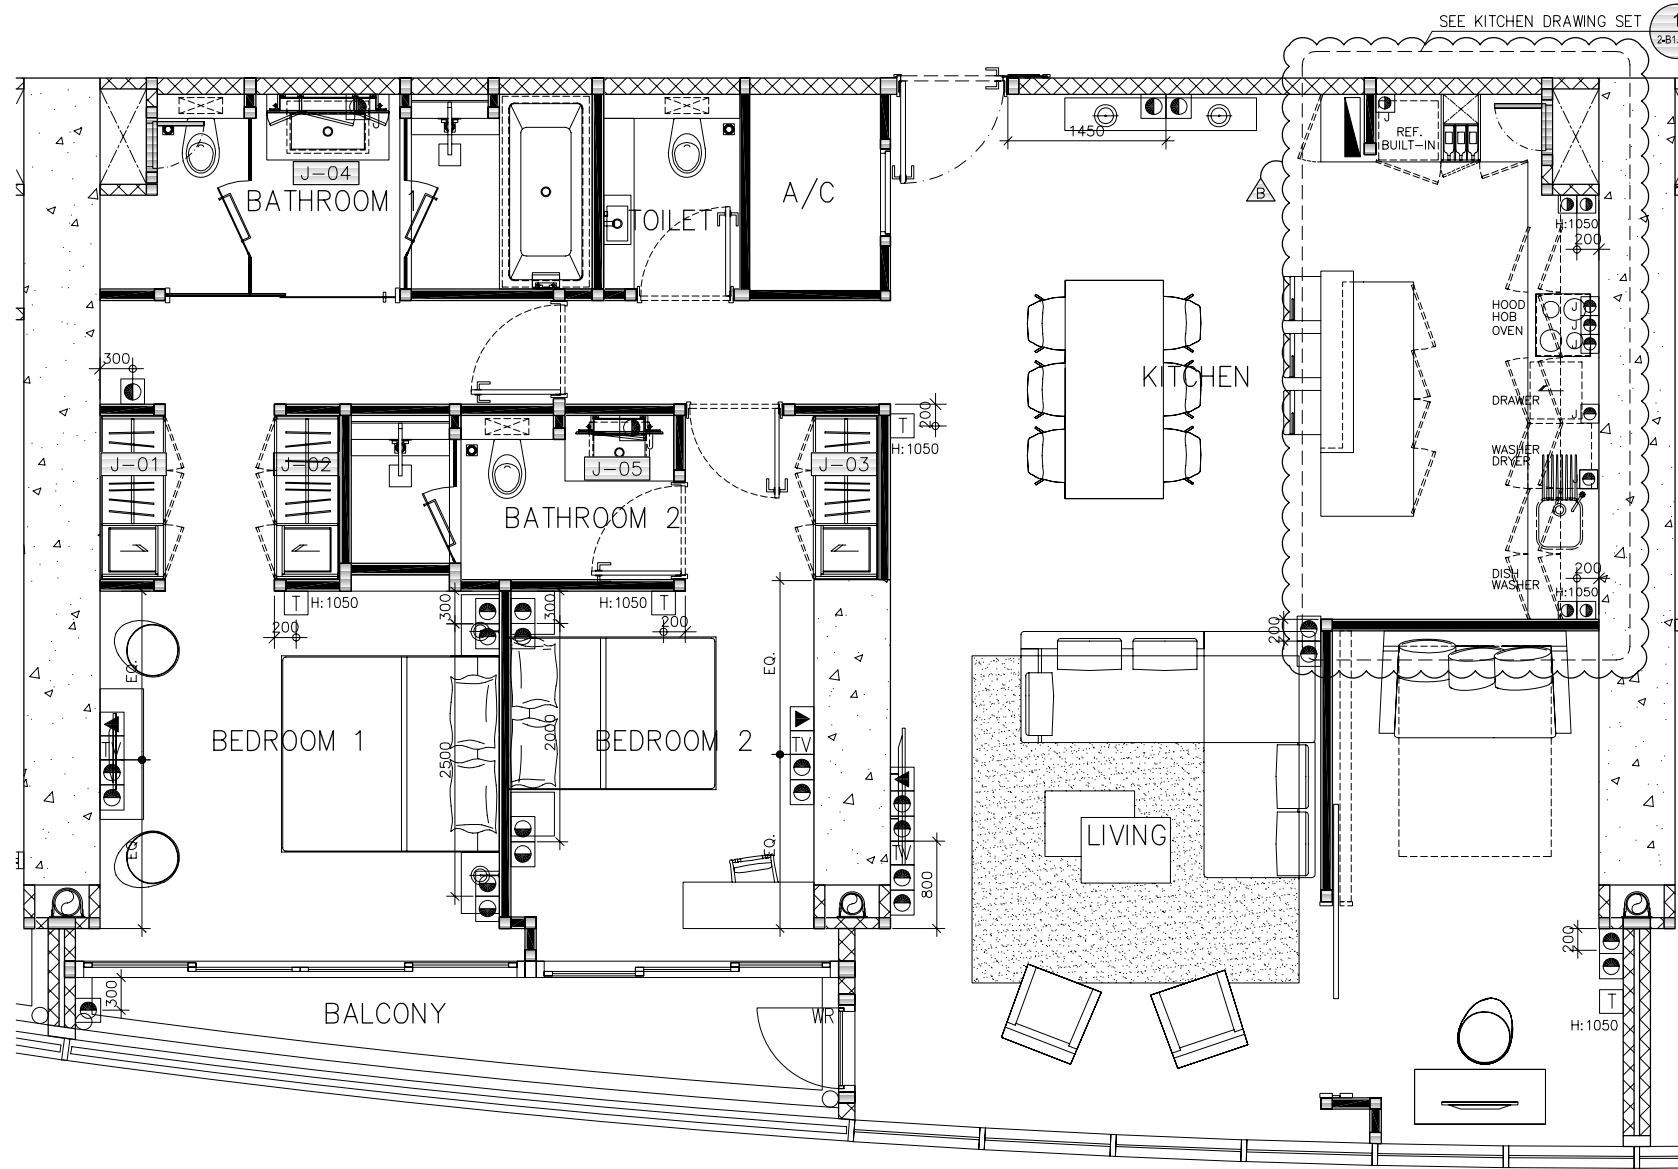 SEE KITCHEN DRAWING SET
1
1450
REF.
BUILT-IN
J
J-04
BATHROOM 1
TOILET
A/C
B
H:1050
200
HOOD
HOB
OVEN
J
J
J
300
KITCHEN
DRAWER
J
200
T
H:1050
J-01
J-02
J-05
J-03
WASHER
DRYER
J
BATHROOM 2
DISH
WASHER
200
H:1050
T
H:1050
300
300
H:1050
T
200
200
200
EQ.
EQ.
BEDROOM 1
2500
2000
BEDROOM 2
TV
TV
LIVING
EQ.
EQ.
TV
800
200
300
BALCONY
WR
T
H:1050